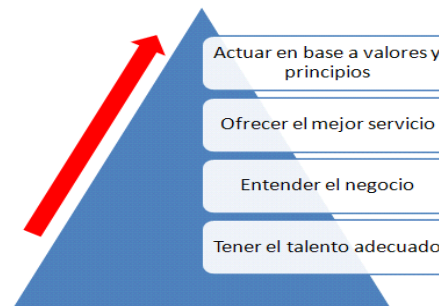 Actuar en base a valores y
principios
Ofrecer el mejor servicio
Entender el negocio
Tener el talento adecuado